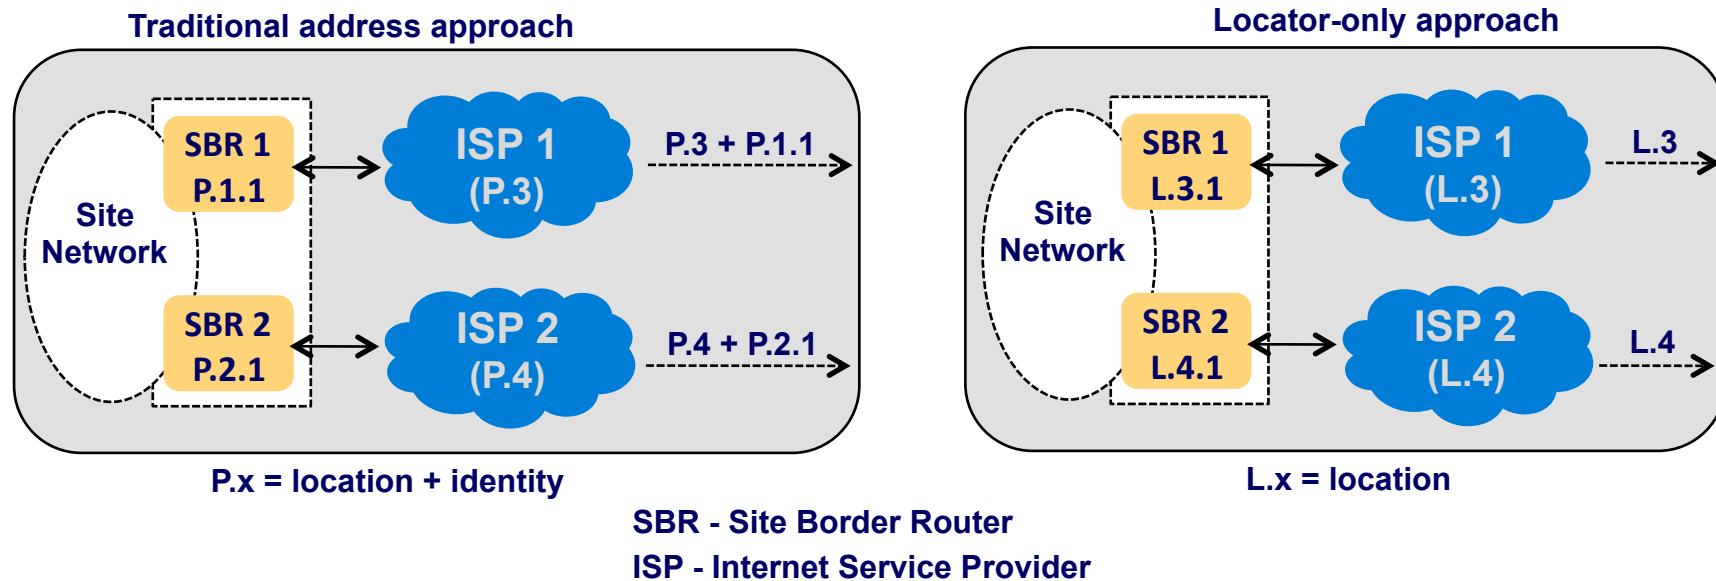 Traditional address approach
SBR 1
P.1.1
ISP 1
(P.3)
P.3 + P.1.1
Site
Network
SBR 2
P.2.1
ISP 2
(P.4)
P.4 + P.2.1
P.x = location + identity
Locator-only approach
SBR 1
L.3.1
ISP 1
(L.3)
L.3
Site
Network
SBR 2
L.4.1
ISP 2
(L.4)
L.4
L.x = location
SBR - Site Border Router
ISP - Internet Service Provider